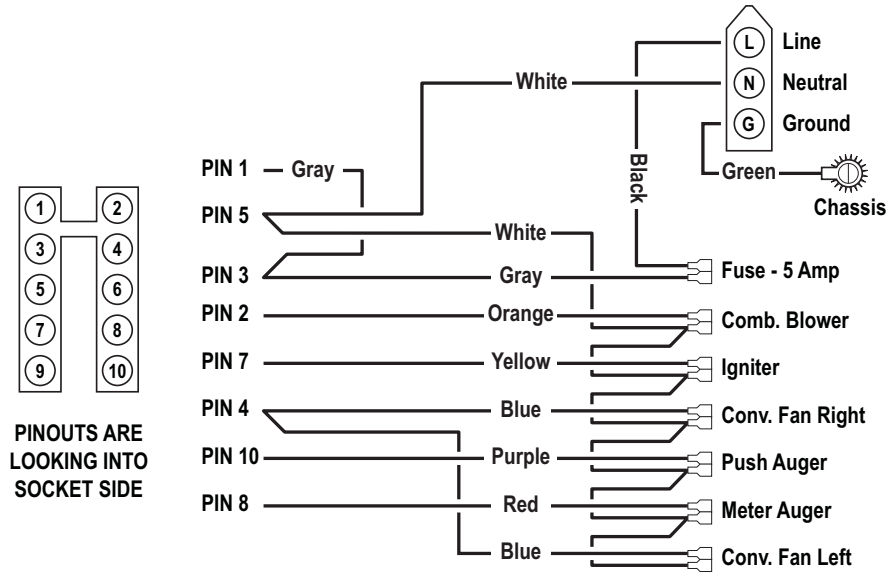 L Line
White N Neutral
G Ground
PIN 1 Gray
Black
Green
1 2
Chassis
PIN 5
White
3 4
PIN 3 Gray Fuse - 5 Amp
5 6
PIN 2 Orange Comb. Blower
7 8
PIN 7 Yellow Igniter
9 10
PIN 4 Blue Conv. Fan Right
PINOUTS ARE
LOOKING INTO
SOCKET SIDE
PIN 10 Purple Push Auger
PIN 8 Red Meter Auger
Blue Conv. Fan Left